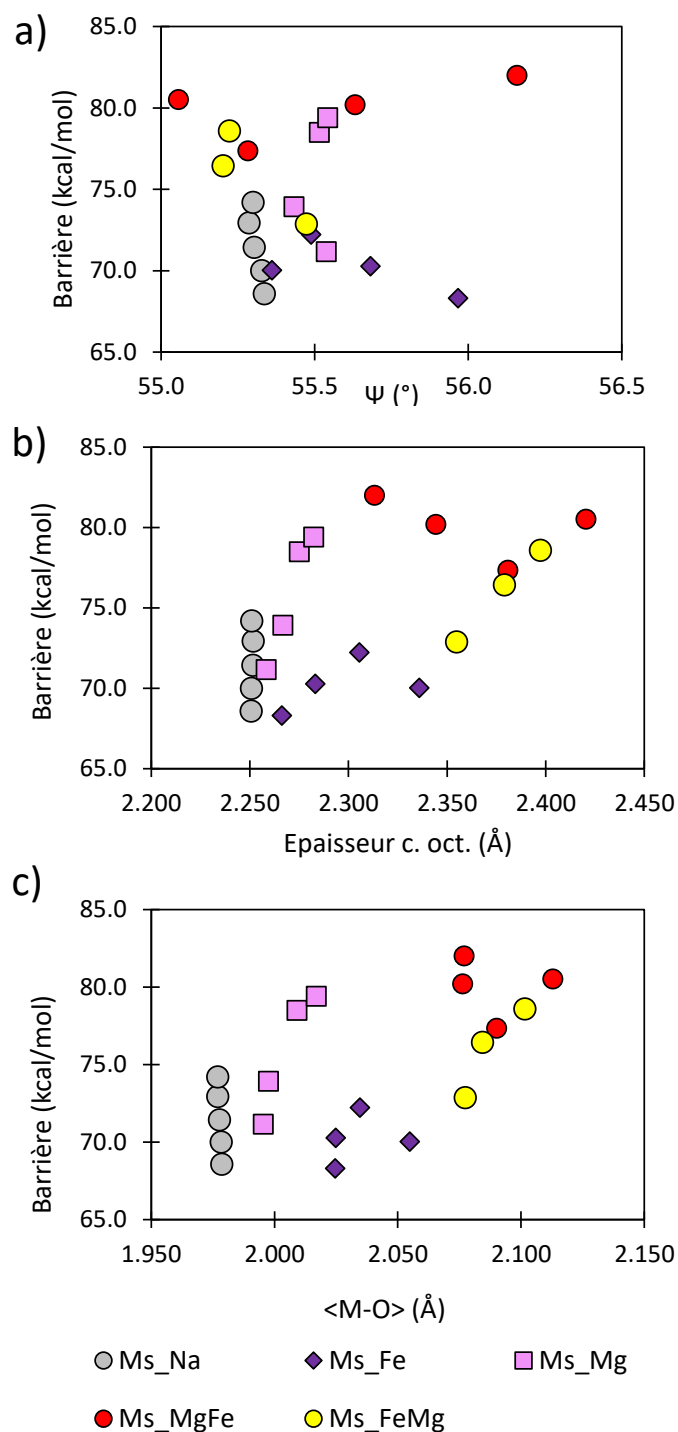 a)
85.0
80.0
75.0
70.0
65.0
Barrière (kcal/mol)
55.0 55.5 56.0 56.5
Ψ (°)
b)
85.0
80.0
75.0
70.0
65.0
Barrière (kcal/mol)
2.200 2.250 2.300 2.350 2.400 2.450
Epaisseur c. oct. (Å)
c)
85.0
80.0
75.0
70.0
65.0
Barrière (kcal/mol)
1.950 2.000 2.050 2.100 2.150
<M-O> (Å)
Ms_Na Ms_Fe Ms_Mg
Ms_MgFe Ms_FeMg